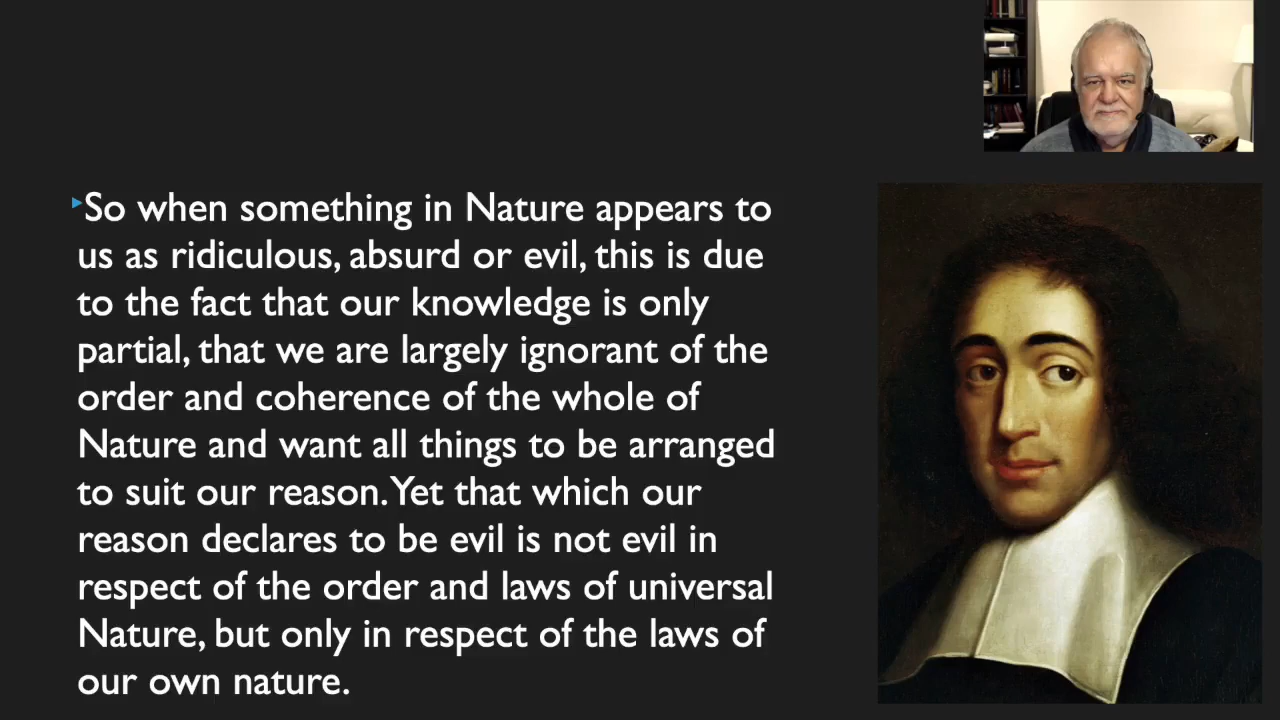 So when something in Nature appears to
us as ridiculous, absurd or evil, this is due
to the fact that our knowledge is only
partial, that we are largely ignorant of the
order and coherence of the whole of
Nature and want all things to be arranged
to suit our reason. Yet that which our
reason declares to be evil is not evil in
respect of the order and laws of universal
Nature, but only in respect of the laws of
our own nature.